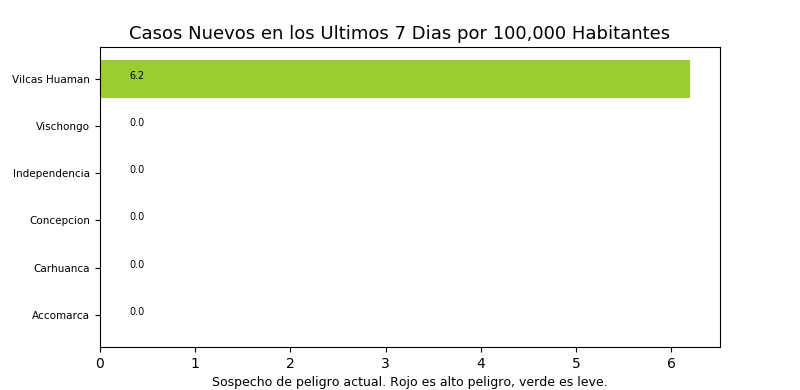 Casos Nuevos en los Ultimos 7 Dias por 100,000 Habitantes
Vilcas Huaman 6.2
Vischongo 0.0
Independencia 0.0
Concepcion 0.0
Carhuanca 0.0
Accomarca 0.0
0 1 2 3 4 5 6
Sospecho de peligro actual. Rojo es alto peligro, verde es leve.